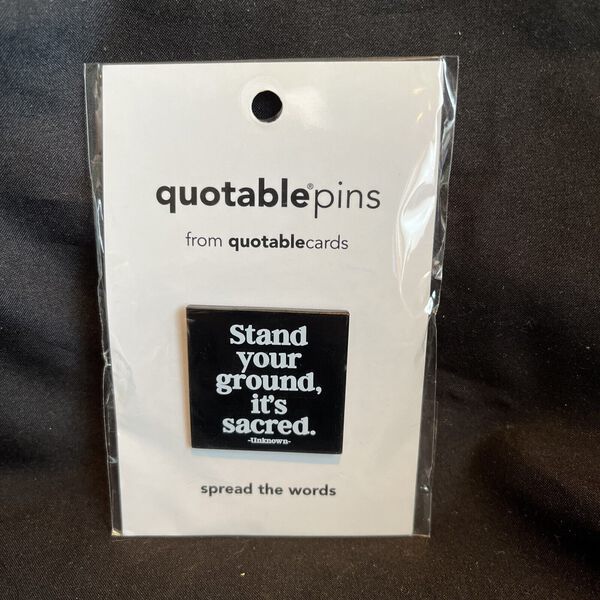 quotable®pins
from quotablecards
Stand
your
ground,
it's
sacred.
-Unknown-
spread the words